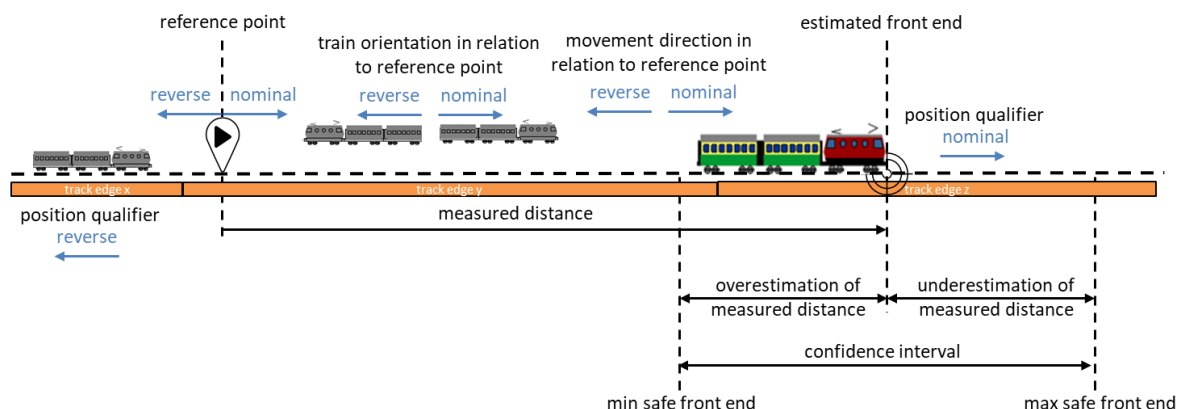 reference point
estimated front end
train orientation in relation
to reference point
movement direction in
relation to reference point
reverse nominal
reverse nominal
reverse nominal
position qualifier
nominal
track edge x
track edge y
track edge z
position qualifier
reverse
measured distance
overestimation of
measured distance
underestimation of
measured distance
confidence interval
min safe front end
max safe front end